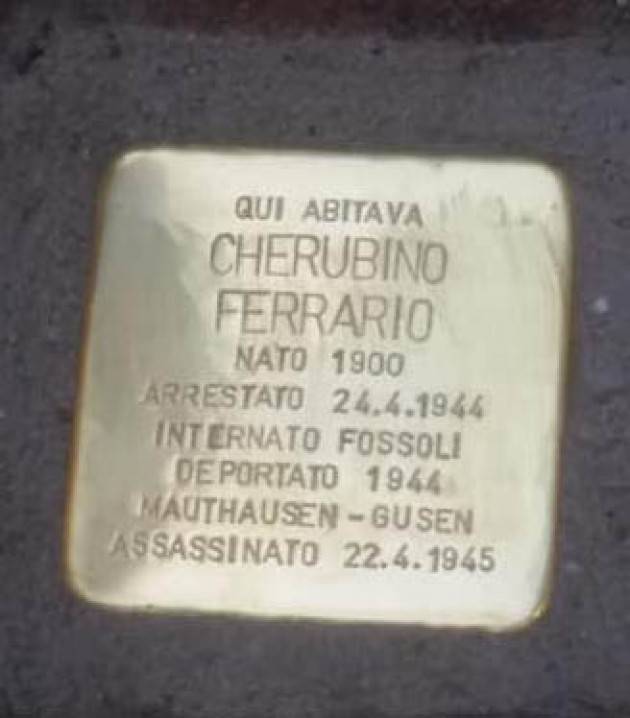 QUI ABITAVA
CHERUBINO
FERRARIO
NATO 1900
ARRESTATO 24.4.1944
INTERNATO FOSSOLI
DEPORTATO 1944
MAUTHAUSEN-GUSEN
ASSASSINATO 22.4.1945